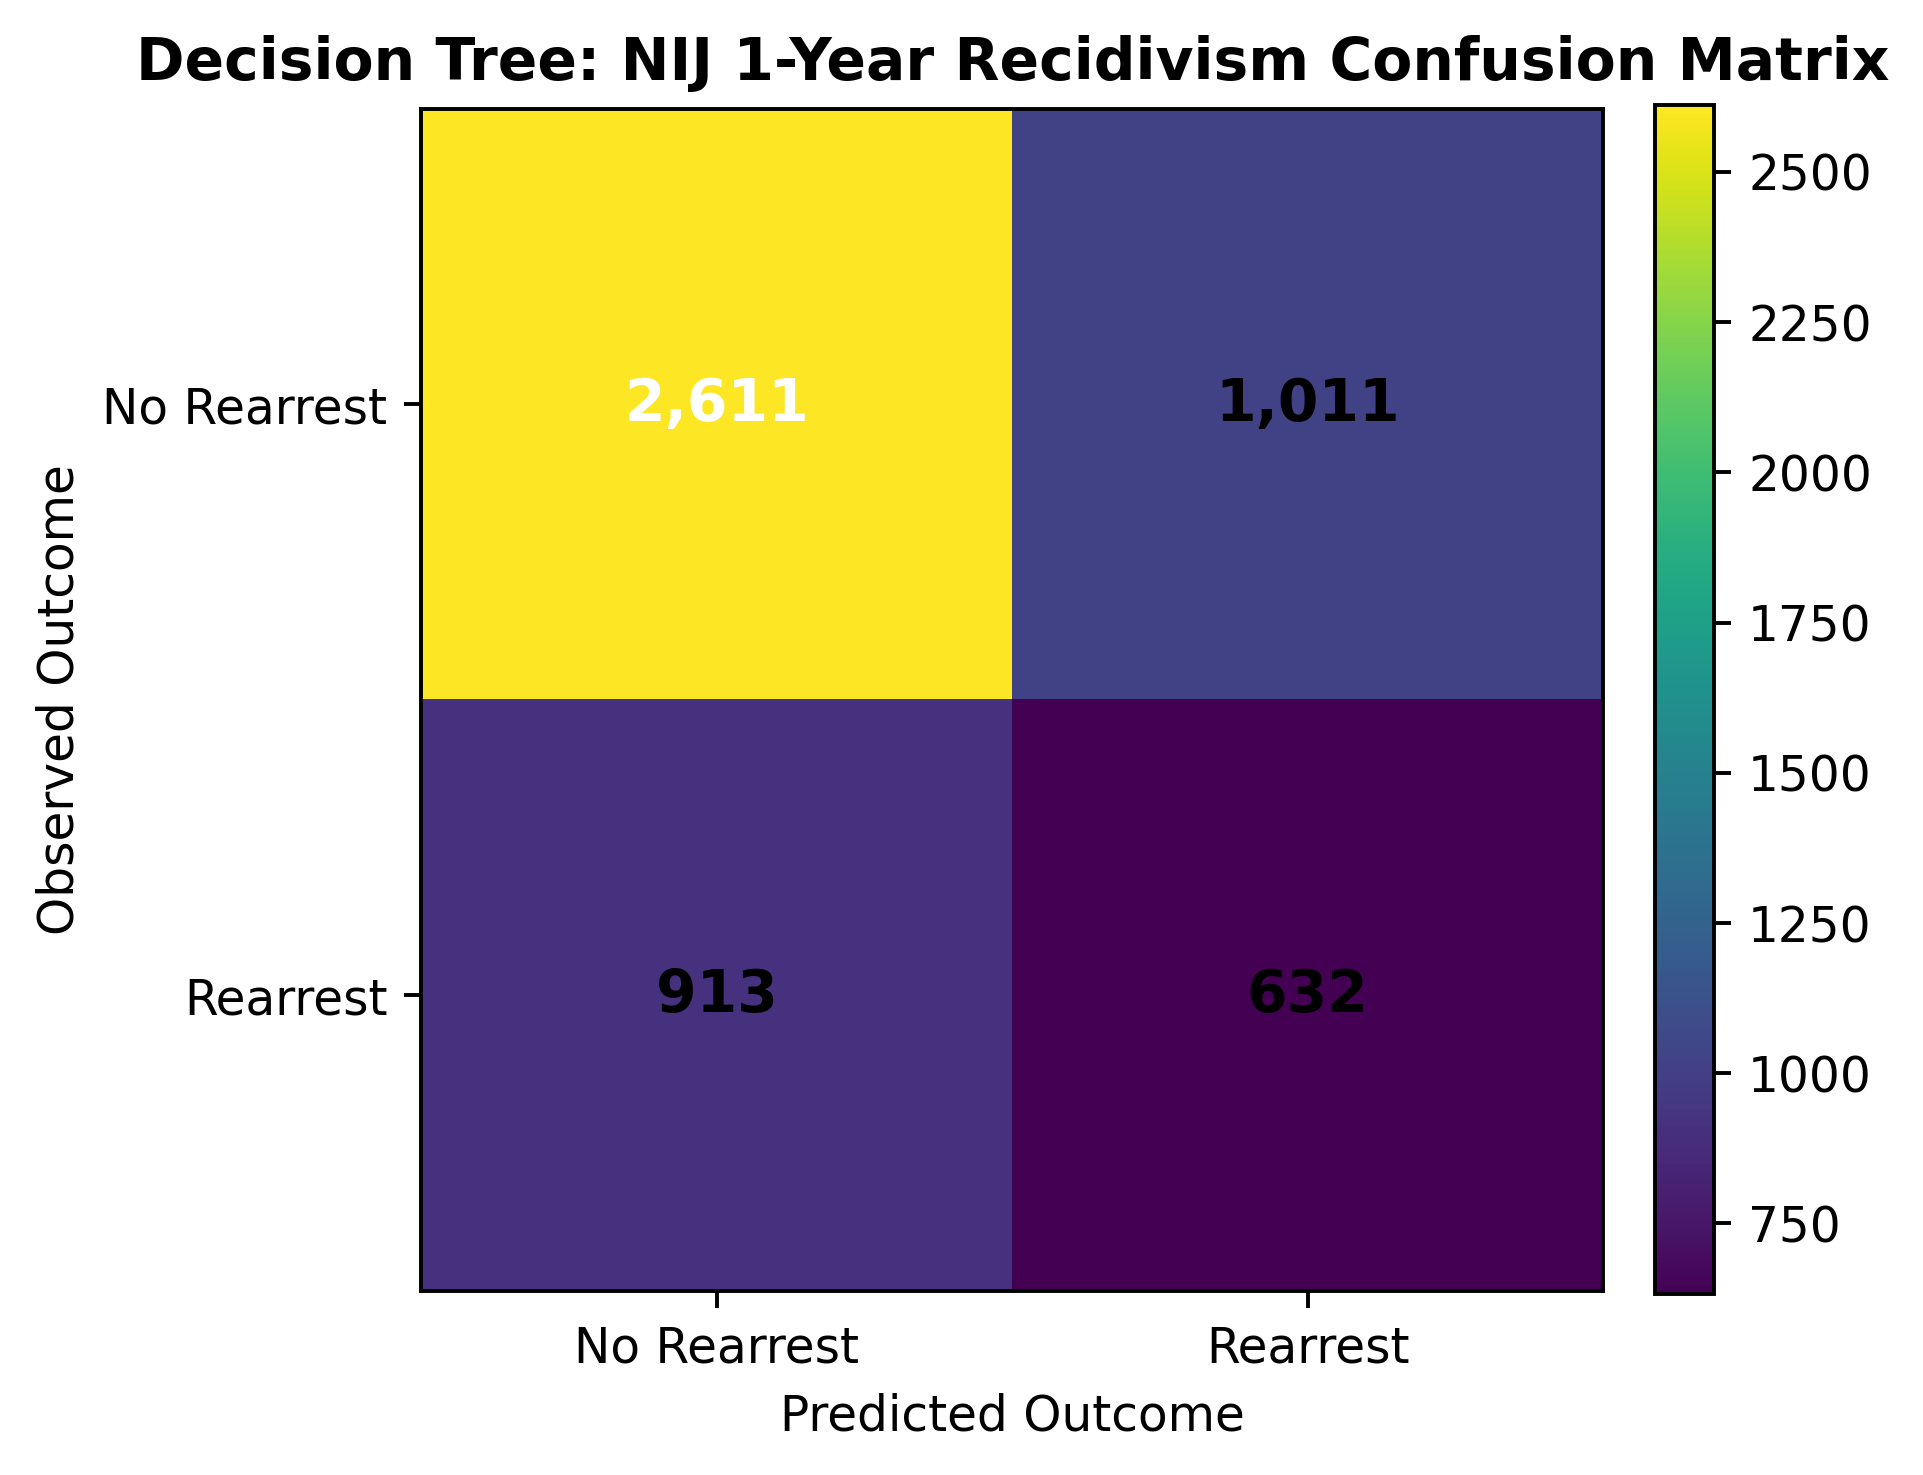 Decision Tree: NIJ 1-Year Recidivism Confusion Matrix
Observed Outcome
No Rearrest
Rearrest
2,611
1,011
913
632
No Rearrest
Rearrest
Predicted Outcome
2500
2250
2000
1750
1500
1250
1000
750